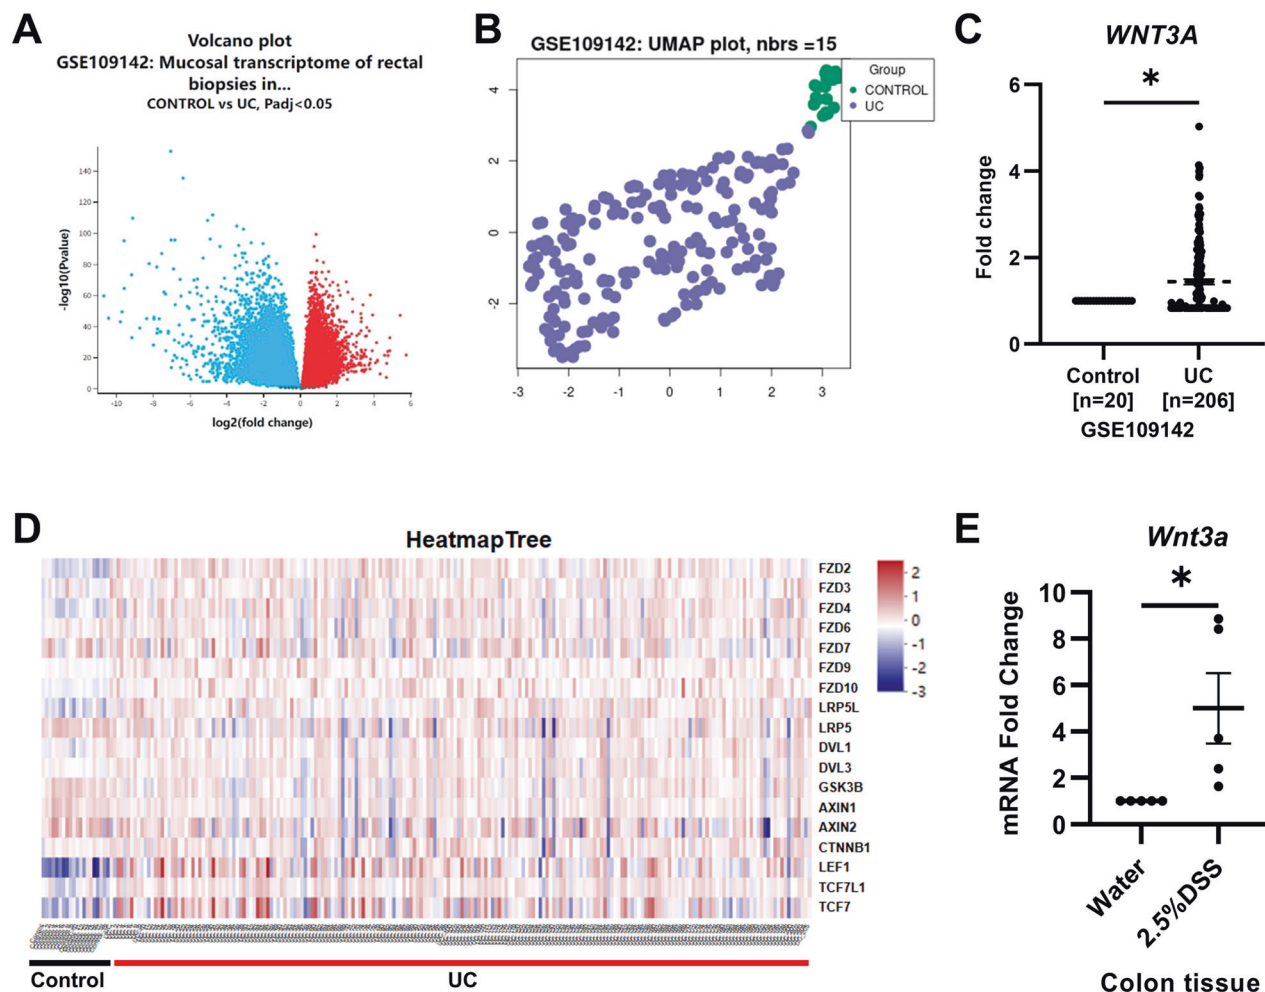 A
Volcano plot
GSE109142: Mucosal transcriptome of rectal
biopsies in...
CONTROL vs UC, Padj<0.05
-log10(Pvalue)
140
120
100
80
60
40
20
0
-10
-8
-6
-4
-2
0
2
4
6
log2(fold change)
B
GSE109142: UMAP plot, nbrs =15
Group
CONTROL
UC
4
2
0
-2
-3
-2
-1
0
1
2
3
C
WNT3A
*
Fold change
6
4
2
0
Control
[n=20]
UC
[n=206]
GSE109142
D
HeatmapTree
FZD2
FZD3
FZD4
FZD6
FZD7
FZD9
FZD10
LRP5L
LRP5
DVL1
DVL3
GSK3B
AXIN1
AXIN2
CTNNB1
LEF1
TCF7L1
TCF7
2
1
0
-1
-2
-3
Control
UC
E
Wnt3a
*
mRNA Fold Change
10
8
6
4
2
0
Water
2.5%DSS
Colon tissue